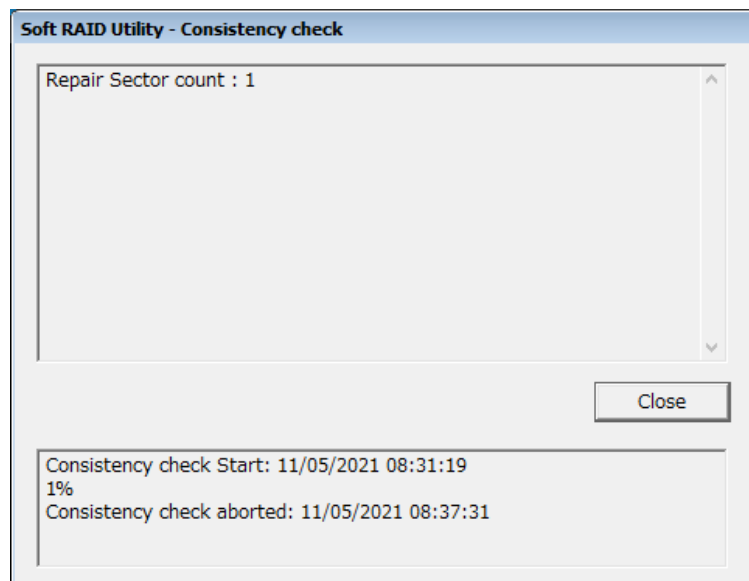 Soft RAID Utility - Consistency check
Repair Sector count : 1
Close
Consistency check Start: 11/05/2021 08:31:19
1%
Consistency check aborted: 11/05/2021 08:37:31